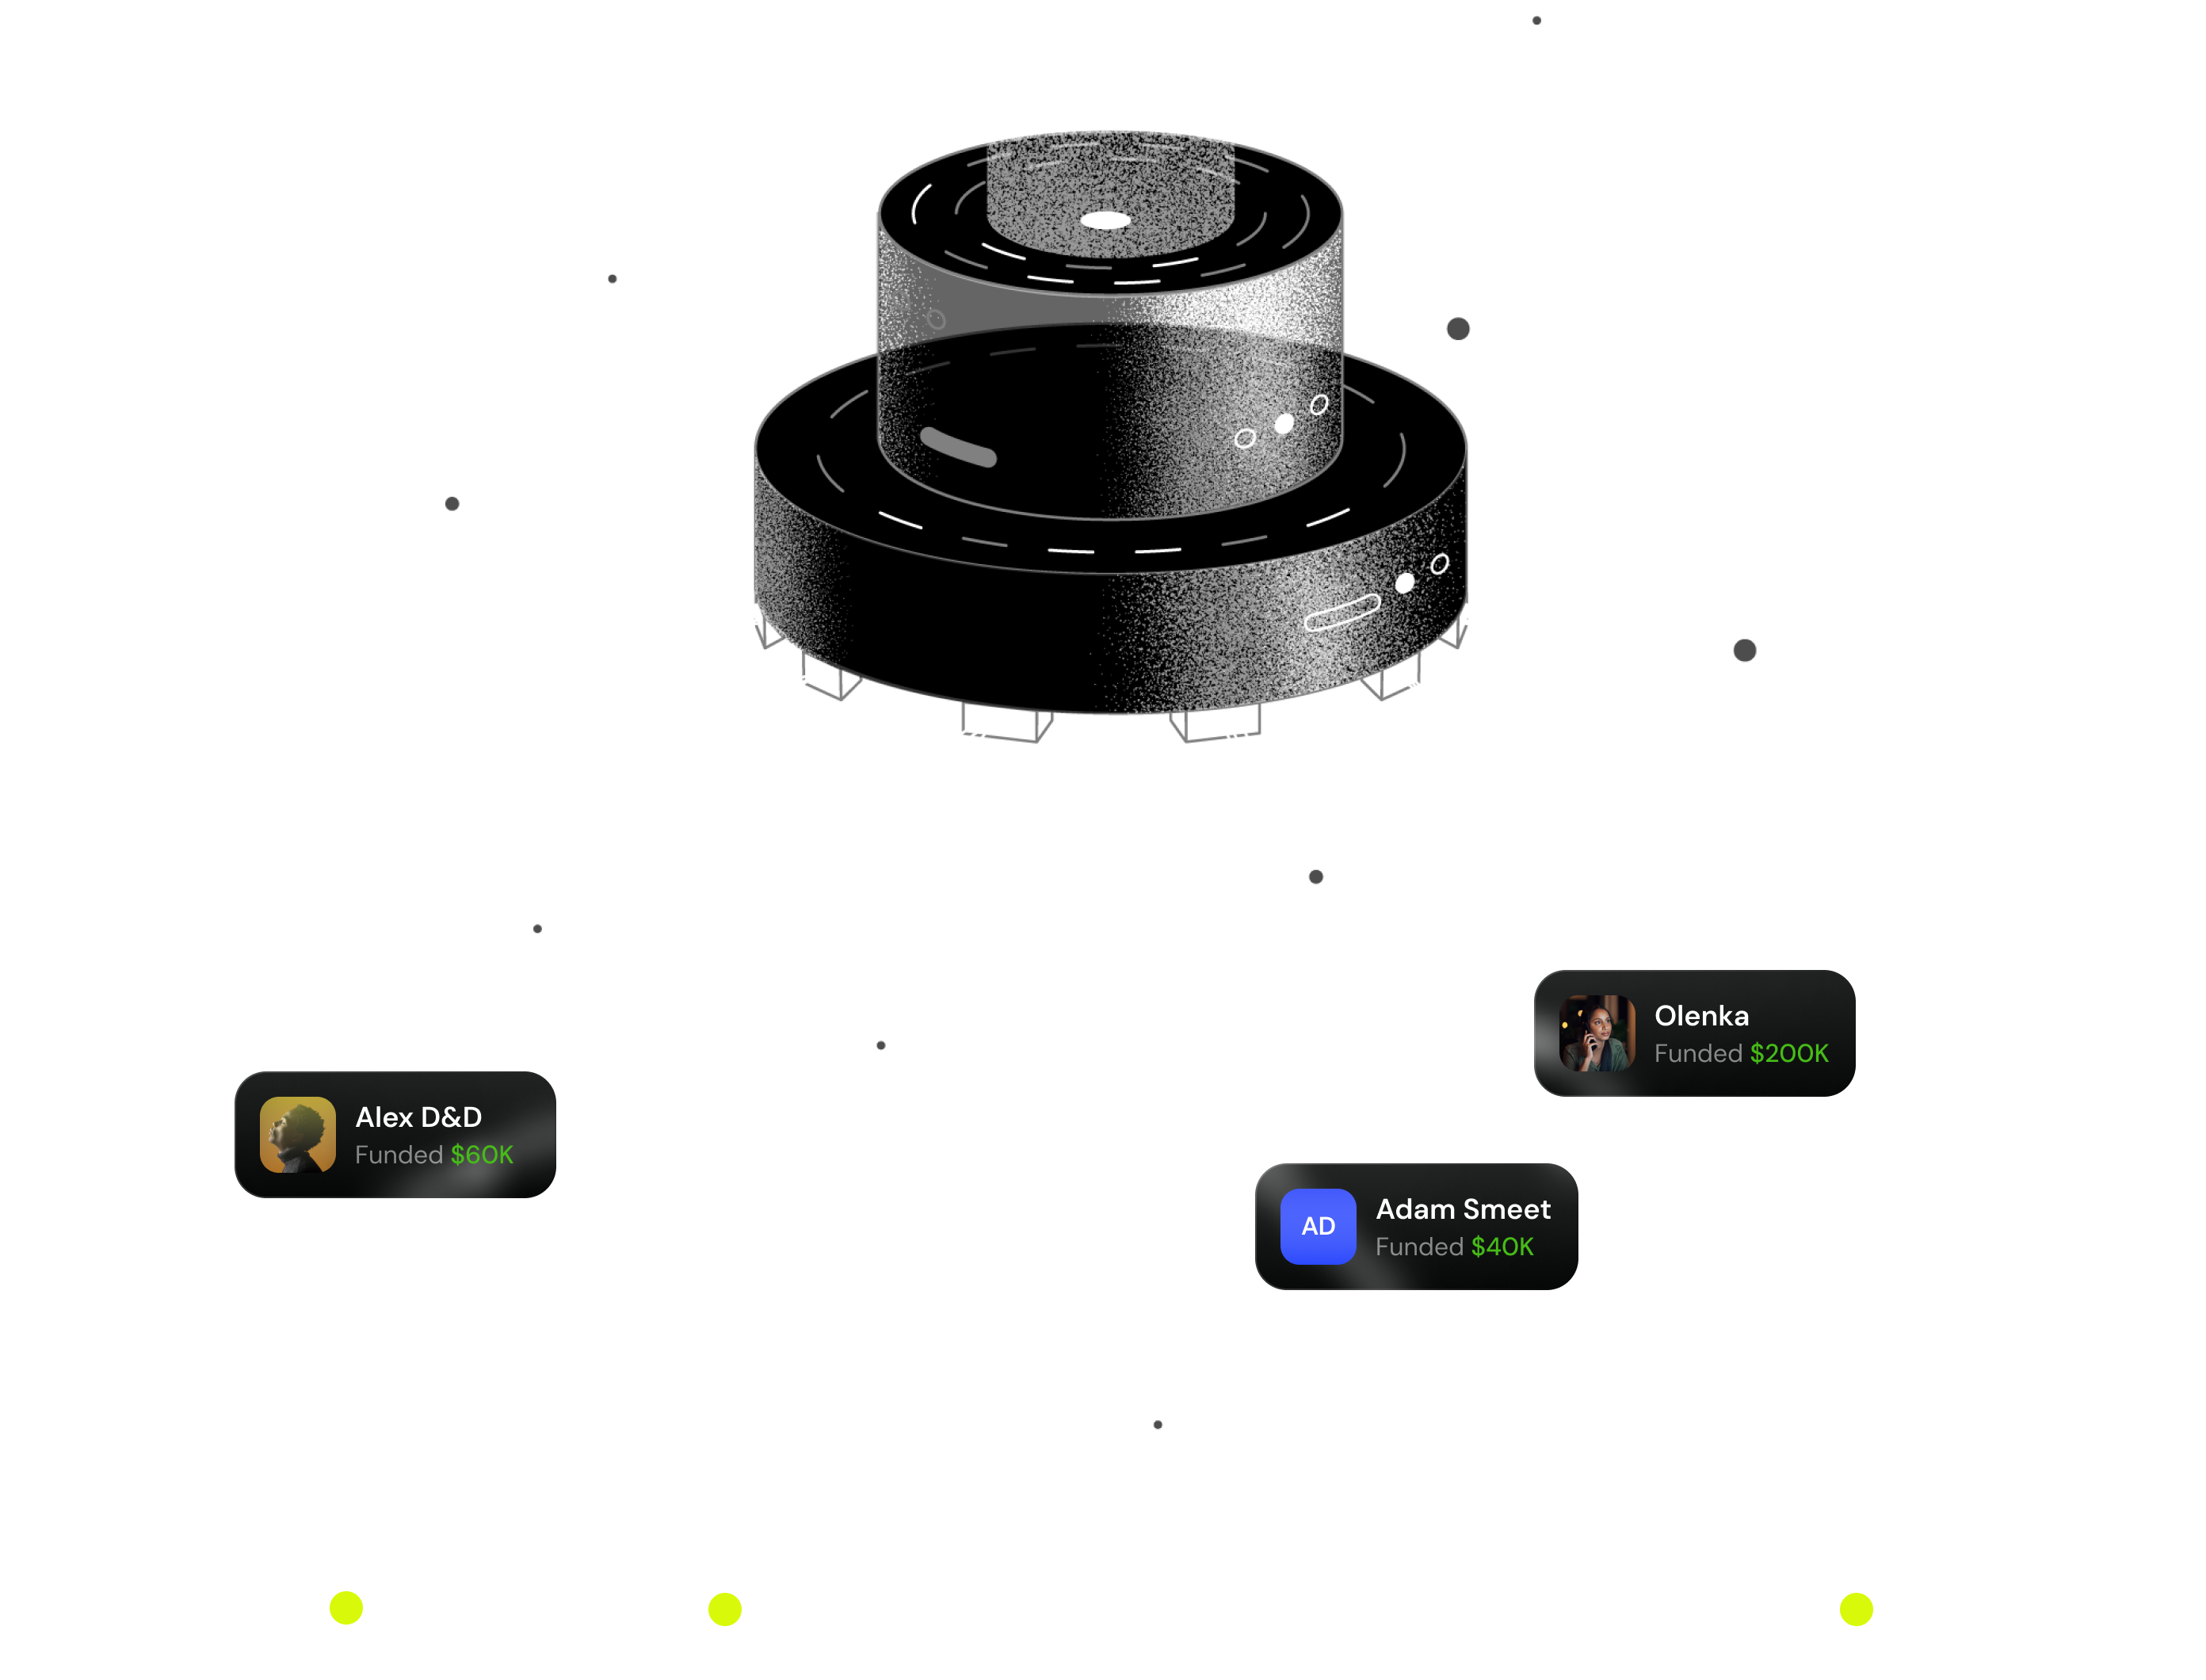 Olenka
Funded $200K
Alex D&D
Funded $60K
AD
Adam Smeet
Funded $40K